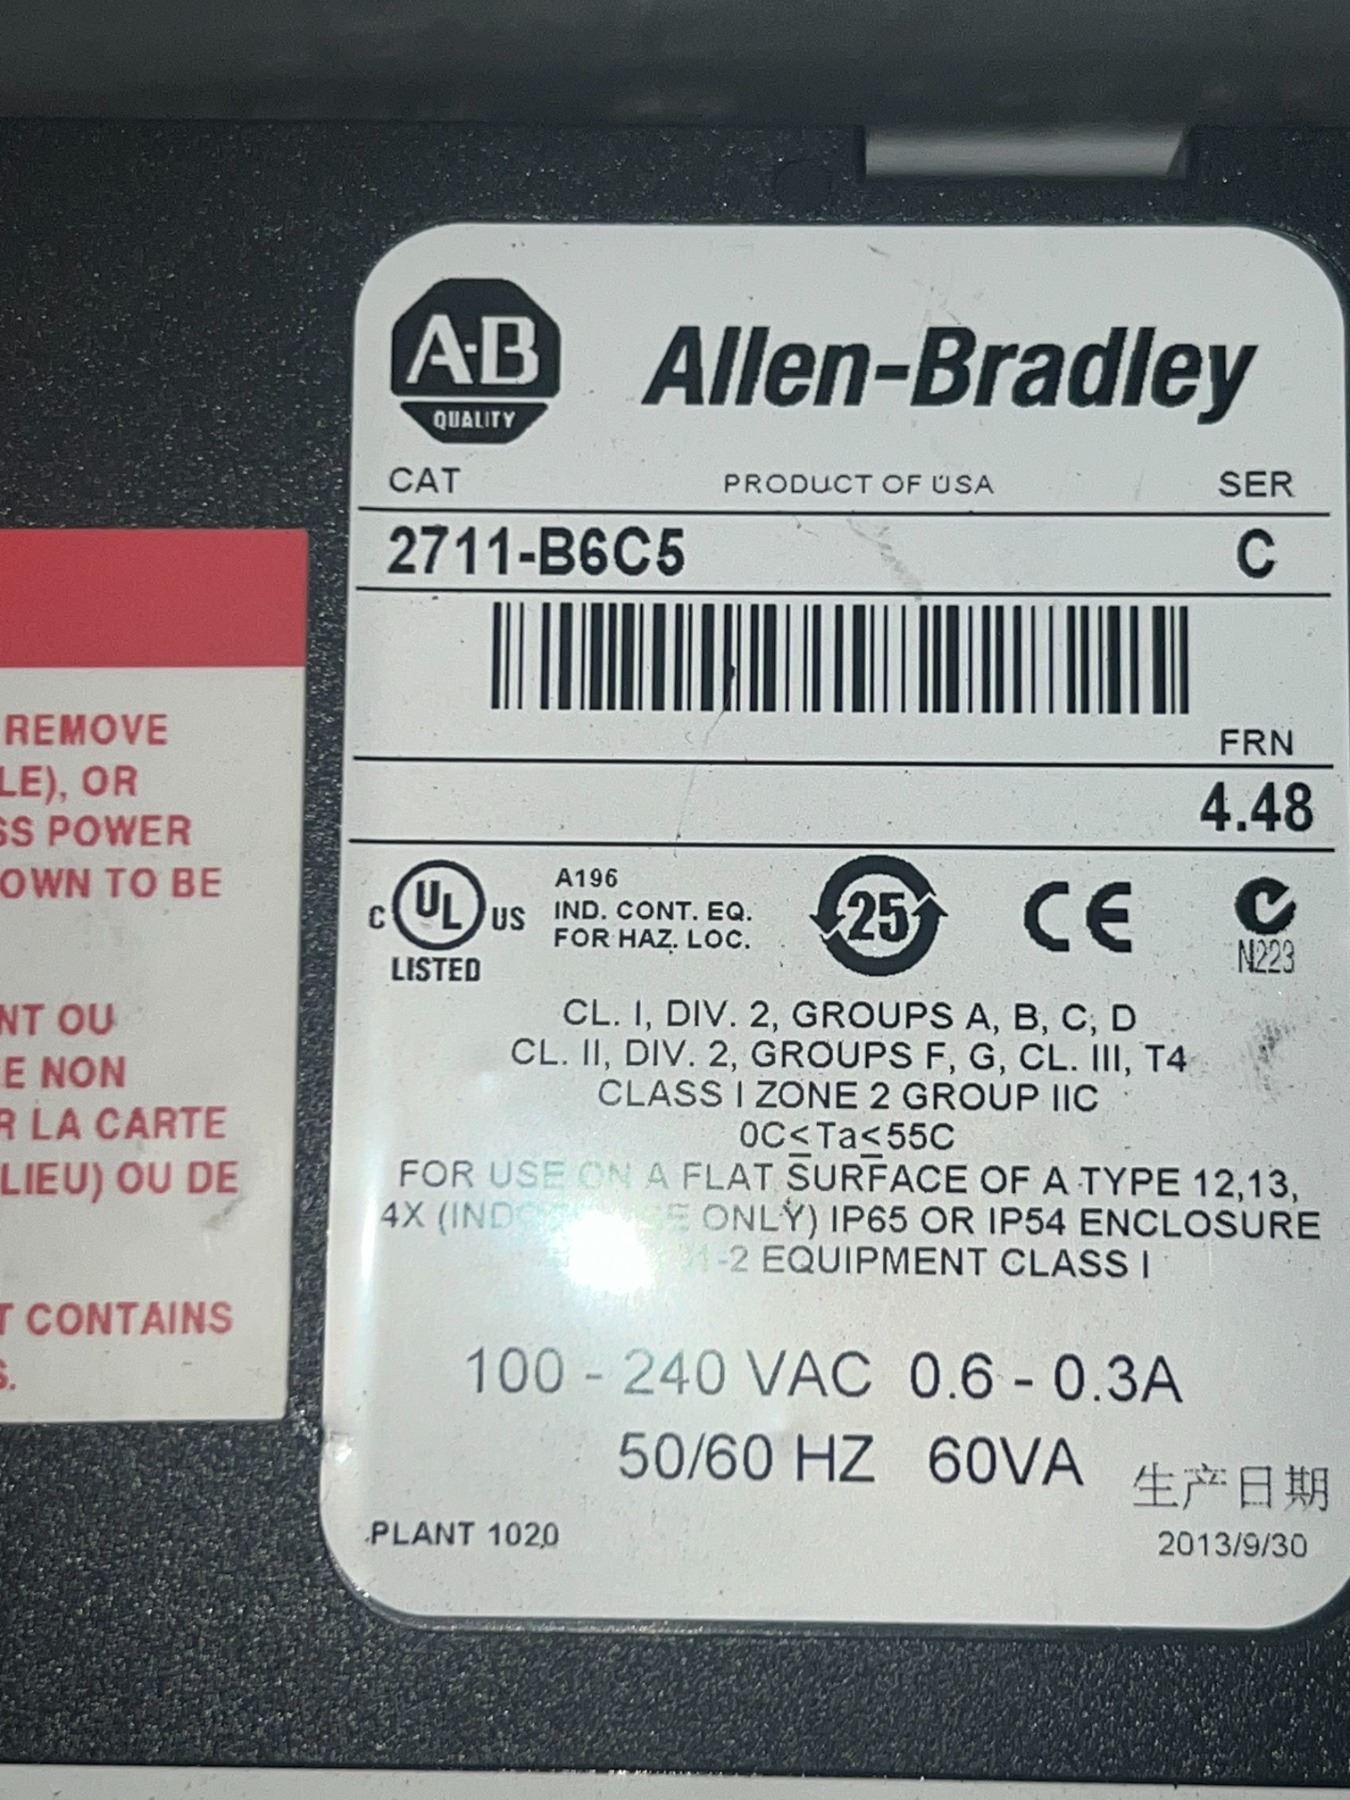 A-B
QUALITY
Allen-Bradley
CAT PRODUCT OF USA SER
2711-B6C5 C
FRN
4.48
C UL US
LISTED
A196
IND. CONT. EQ.
FOR HAZ. LOC.
25
CE
N223
CL. I, DIV. 2, GROUPS A, B, C, D
CL. II, DIV. 2, GROUPS F, G, CL. III, T4
CLASS I ZONE 2 GROUP IIC
0C≤Ta≤55C
FOR USE ON A FLAT SURFACE OF A TYPE 12,13,
4X ONLY) IP65 OR IP54 ENCLOSURE
EQUIPMENT CLASS I
100 - 240 VAC 0.6 - 0.3A
50/60 HZ 60VA
生产日期
PLANT 1020
2013/9/30
REMOVE
LE), OR
SS POWER
OWN TO BE
NT OU
E NON
R LA CARTE
LIEU) OU DE
T CONTAINS
S.